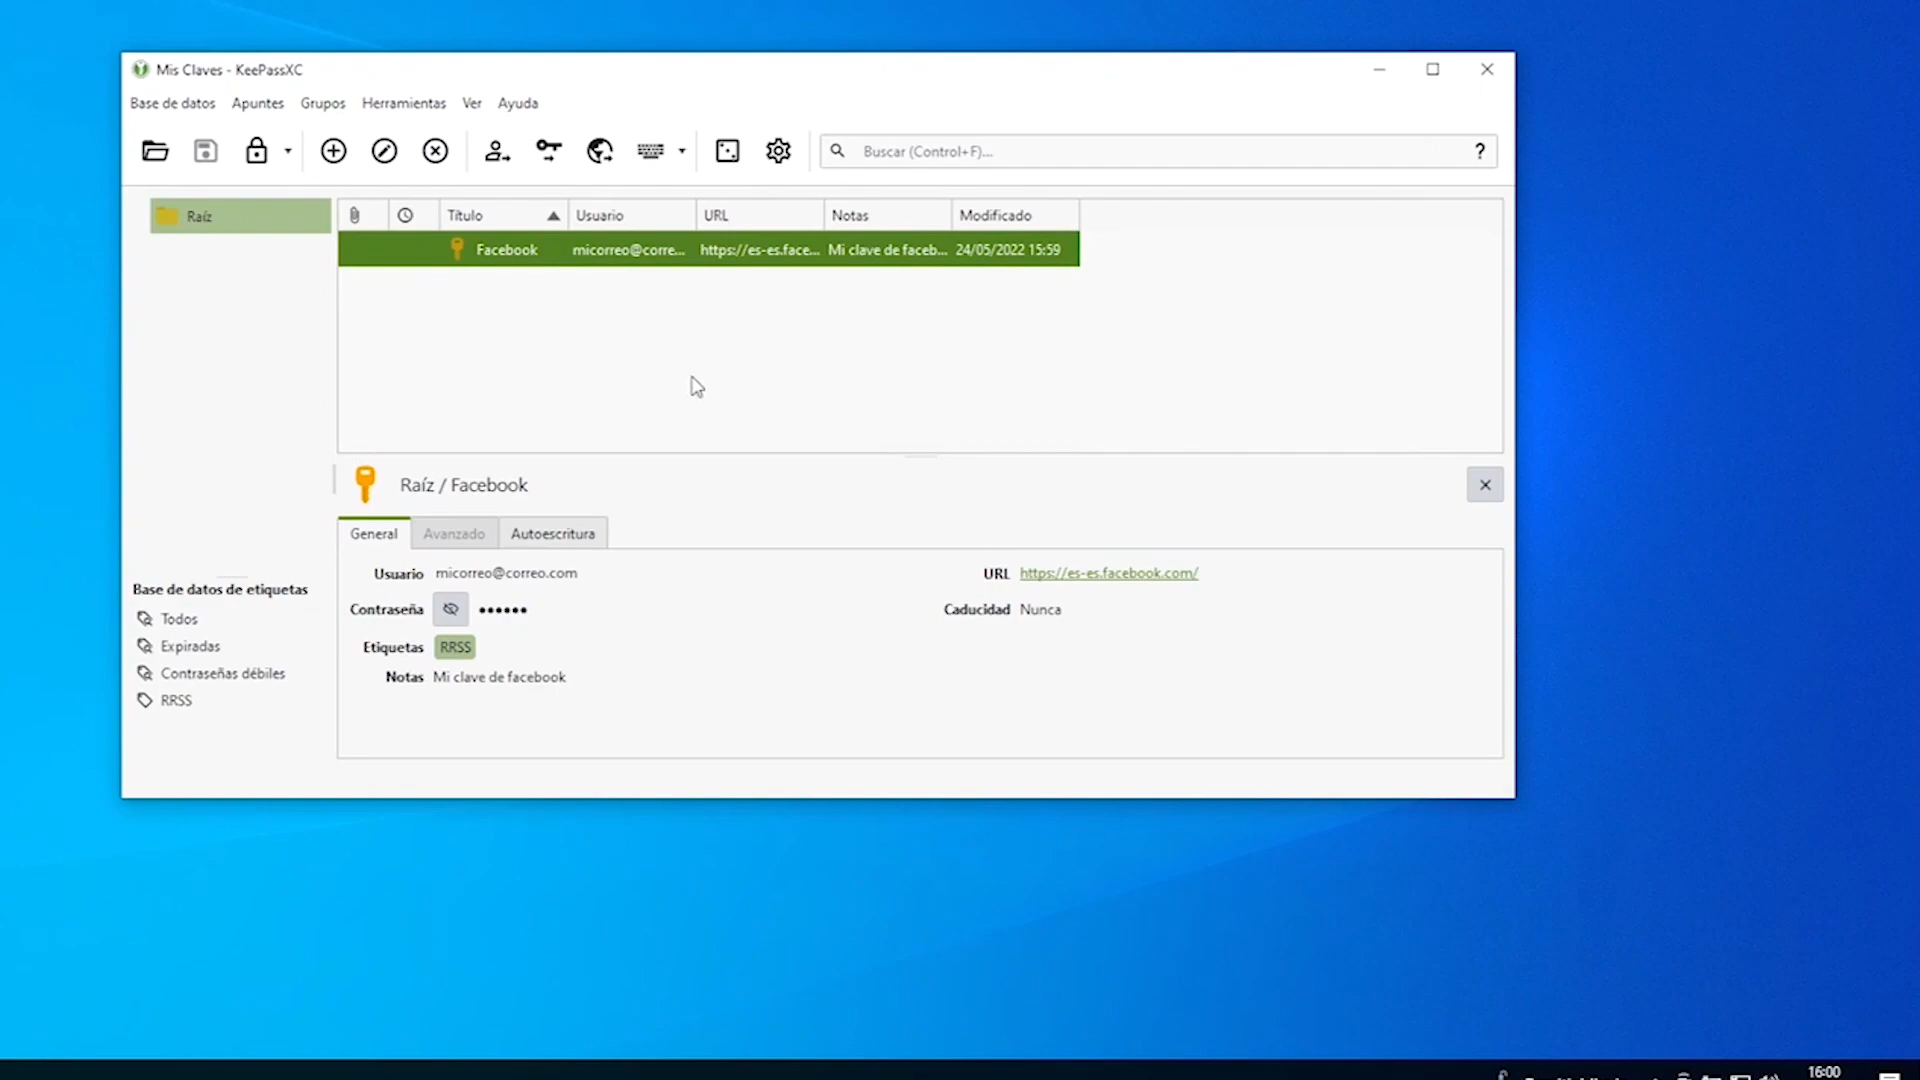 Mis Claves - KeePassXC
Base de datos Apuntes Grupos Herramientas Ver Ayuda
Buscar (Control+F)... ?
Raíz
Título Usuario URL Notas Modificado
Facebook micorreo@corre... https://es-es.face... Mi clave de faceb... 24/05/2022 15:59
Raíz / Facebook
General Avanzado Autoescritura
Usuario micorreo@correo.com URL https://es-es.facebook.com/
Contraseña •••••• Caducidad Nunca
Etiquetas RRSS
Notas Mi clave de facebook
Base de datos de etiquetas
Todos
Expiradas
Contraseñas débiles
RRSS
16:00